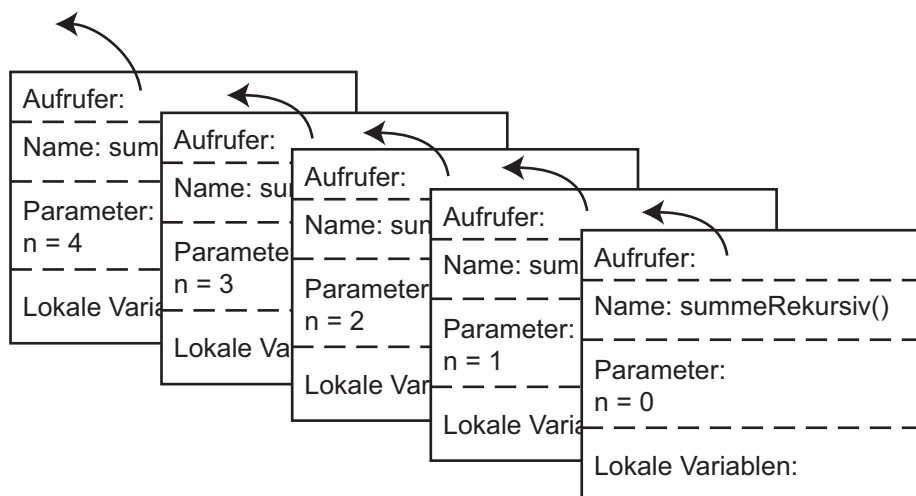 Aufrufer:
Name: sum
Parameter:
n = 4
Lokale Varia
Aufrufer:
Name: su
Paramete
n = 3
Lokale Va
Aufrufer:
Name: sun
Parameter
n = 2
Lokale Var
Aufrufer:
Name: sum
Parameter:
n = 1
Lokale Varia
Aufrufer:
Name: summeRekursiv()
Parameter:
n = 0
Lokale Variablen: